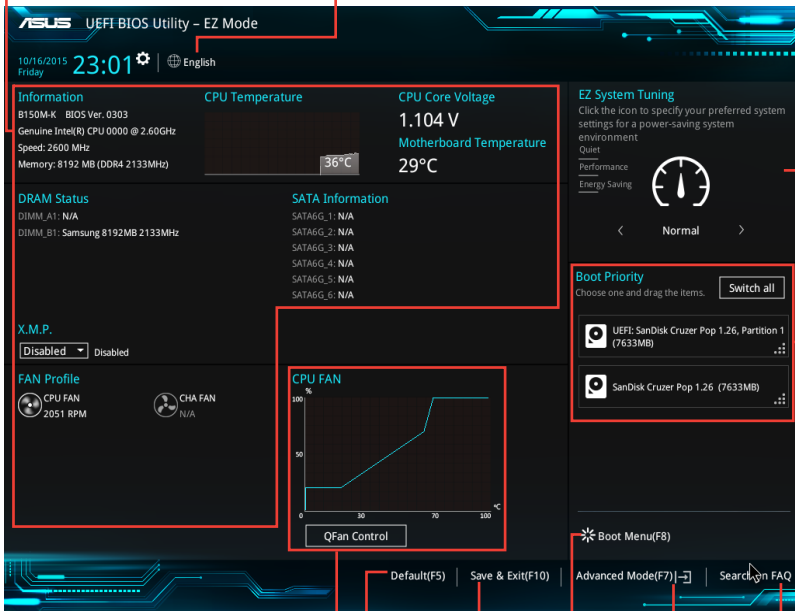 ASUS UEFI BIOS Utility – EZ Mode
10/16/2015
Friday
23:01
English
Information
B150M-K BIOS Ver. 0303
Genuine Intel(R) CPU 0000 @ 2.60GHz
Speed: 2600 MHz
Memory: 8192 MB (DDR4 2133MHz)
CPU Temperature
36°C
CPU Core Voltage
1.104 V
Motherboard Temperature
29°C
EZ System Tuning
Click the icon to specify your preferred system
settings for a power-saving system
environment
Quiet
Performance
Energy Saving
Normal
DRAM Status
DIMM_A1: N/A
DIMM_B1: Samsung 8192MB 2133MHz
SATA Information
SATA6G_1: N/A
SATA6G_2: N/A
SATA6G_3: N/A
SATA6G_4: N/A
SATA6G_5: N/A
SATA6G_6: N/A
Boot Priority
Choose one and drag the items.
Switch all
UEFI: SanDisk Cruzer Pop 1.26, Partition 1
(7633MB)
SanDisk Cruzer Pop 1.26 (7633MB)
X.M.P.
Disabled
Disabled
FAN Profile
CPU FAN
2051 RPM
CHA FAN
N/A
CPU FAN
%
100
50
0
30
70
100
°C
QFan Control
Boot Menu(F8)
Default(F5)
Save & Exit(F10)
Advanced Mode(F7)
Search on FAQ